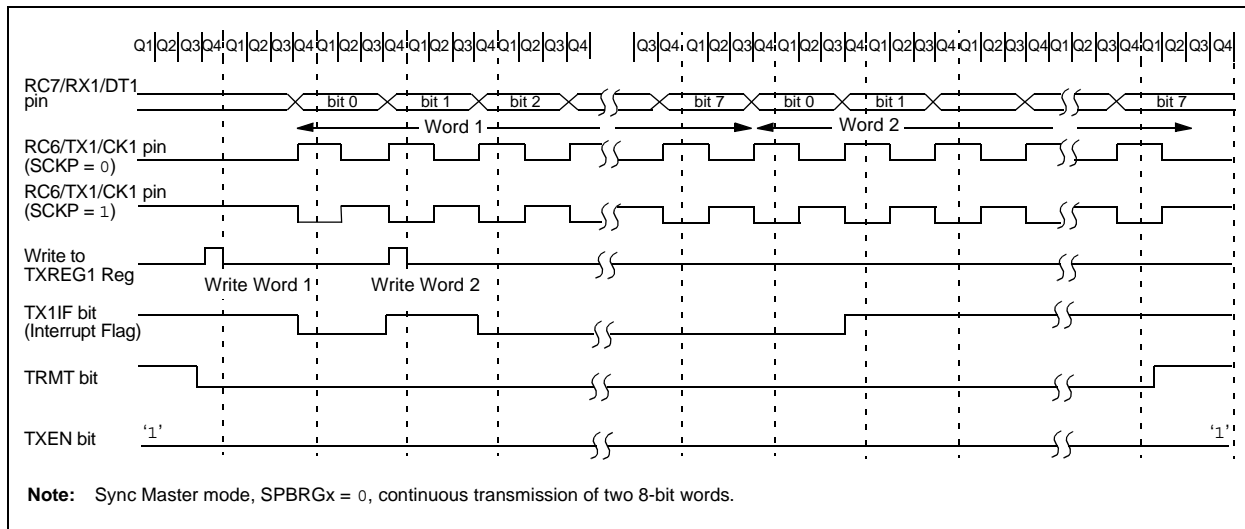 Q1 Q2 Q3 Q4 Q1 Q2 Q3 Q4 Q1 Q2 Q3 Q4 Q1 Q2 Q3 Q4 Q1 Q2 Q3 Q4 Q3 Q4 Q1 Q2 Q3 Q4 Q1 Q2 Q3 Q4 Q1 Q2 Q3 Q4 Q1 Q2 Q3 Q4 Q1 Q2 Q3 Q4 Q1 Q2 Q3 Q4
RC7/RX1/DT1
pin
bit 0 bit 1 bit 2 bit 7 bit 0 bit 1 bit 7
Word 1 Word 2
RC6/TX1/CK1 pin
(SCKP = 0)
RC6/TX1/CK1 pin
(SCKP = 1)
Write to
TXREG1 Reg
Write Word 1 Write Word 2
TX1IF bit
(Interrupt Flag)
TRMT bit
TXEN bit ‘1’ ‘1’
Note: Sync Master mode, SPBRGx = 0, continuous transmission of two 8-bit words.